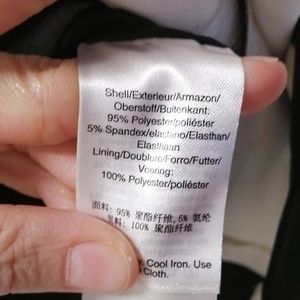 Shell/Exterieur/Armazon/
Oberstoff/Buitenkant;
95% Polyester/poliéster
5% Spandex/elastano/Elasthan/
Elasthaan
Lining/Doublure/Forro/Futter/
Voering:
100% Polyester/poliéster
面料: 95% 聚酯纤维,5% 氨纶
里料: 100% 聚酯纤维
Cool Iron. Use
Cloth.